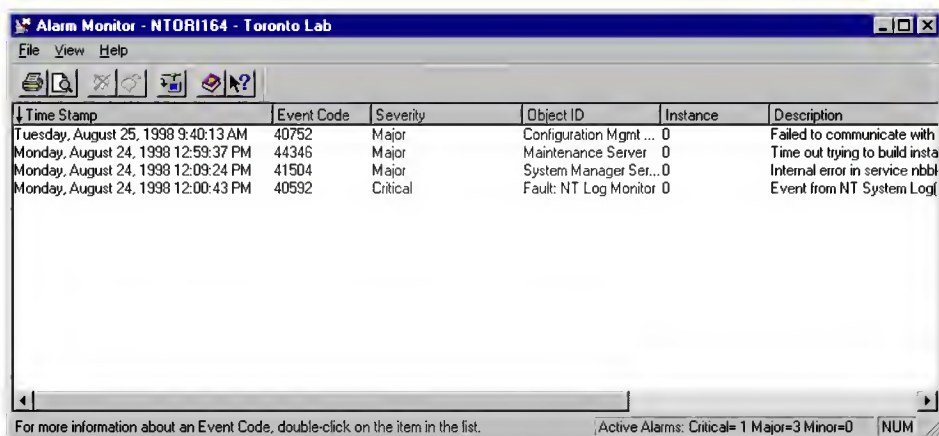 Alarm Monitor - NTORI164 - Toronto Lab
File View Help
Time Stamp Event Code Severity Object ID Instance Description
Tuesday, August 25, 1998 9:40:13 AM 40752 Major Configuration Mgmt ... 0 Failed to communicate with
Monday, August 24, 1998 12:59:37 PM 44346 Major Maintenance Server 0 Time out trying to build insta
Monday, August 24, 1998 12:09:24 PM 41504 Major System Manager Ser... 0 Internal error in service nbbl
Monday, August 24, 1998 12:00:43 PM 40592 Critical Fault: NT Log Monitor 0 Event from NT System Log(
For more information about an Event Code, double-click on the item in the list. Active Alarms: Critical= 1 Major=3 Minor=0 NUM